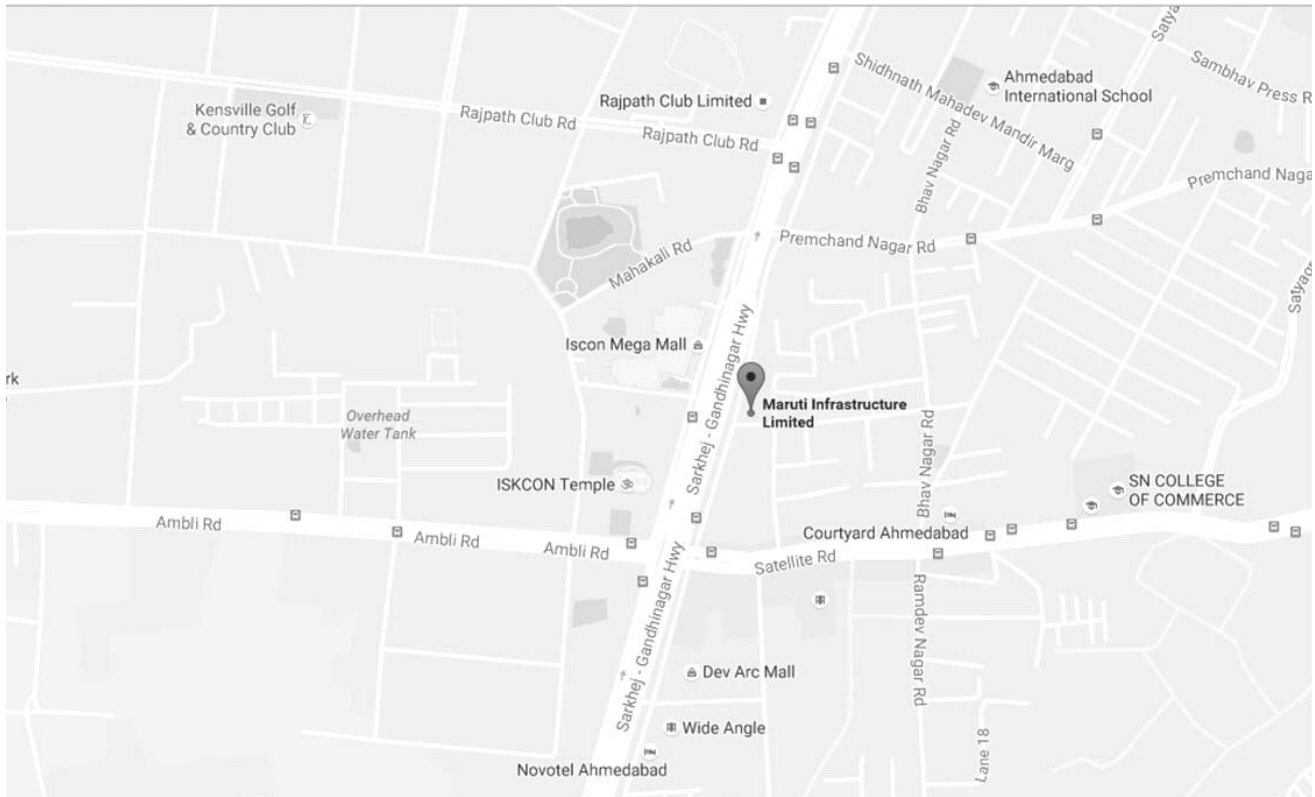 Satya
Shidhnath Mahadev Mandir Marg
Sambhav Press R
Ahmedabad
International School
Rajpath Club Limited
Kensville Golf
& Country Club
Rajpath Club Rd
Rajpath Club Rd
Bhav Nagar Rd
Premchand Naga
Premchand Nagar Rd
Mahakali Rd
Satyag
Sarkhej - Gandhinagar Hwy
Iscon Mega Mall
rk
Maruti Infrastructure
Limited
Overhead
Water Tank
Bhav Nagar Rd
ISKCON Temple
SN COLLEGE
OF COMMERCE
Ambli Rd
Ambli Rd
Ambli Rd
Courtyard Ahmedabad
Satellite Rd
Sarkhej - Gandhinagar Hwy
Ramdev Nagar Rd
Dev Arc Mall
Wide Angle
Lane 18
Novotel Ahmedabad